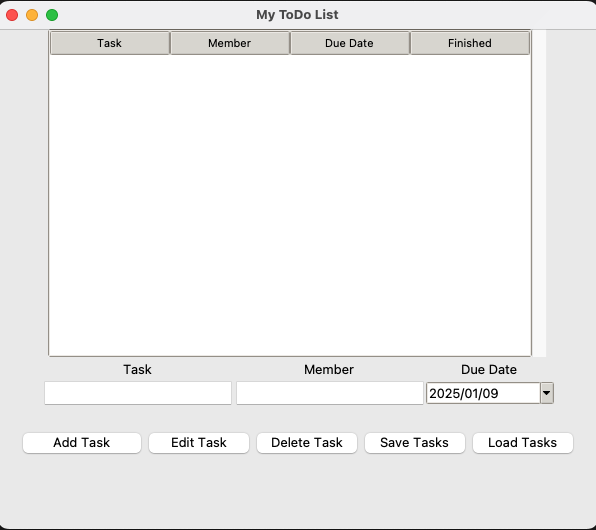 My ToDo List
Task Member Due Date Finished
Task Member Due Date
2025/01/09
Add Task Edit Task Delete Task Save Tasks Load Tasks